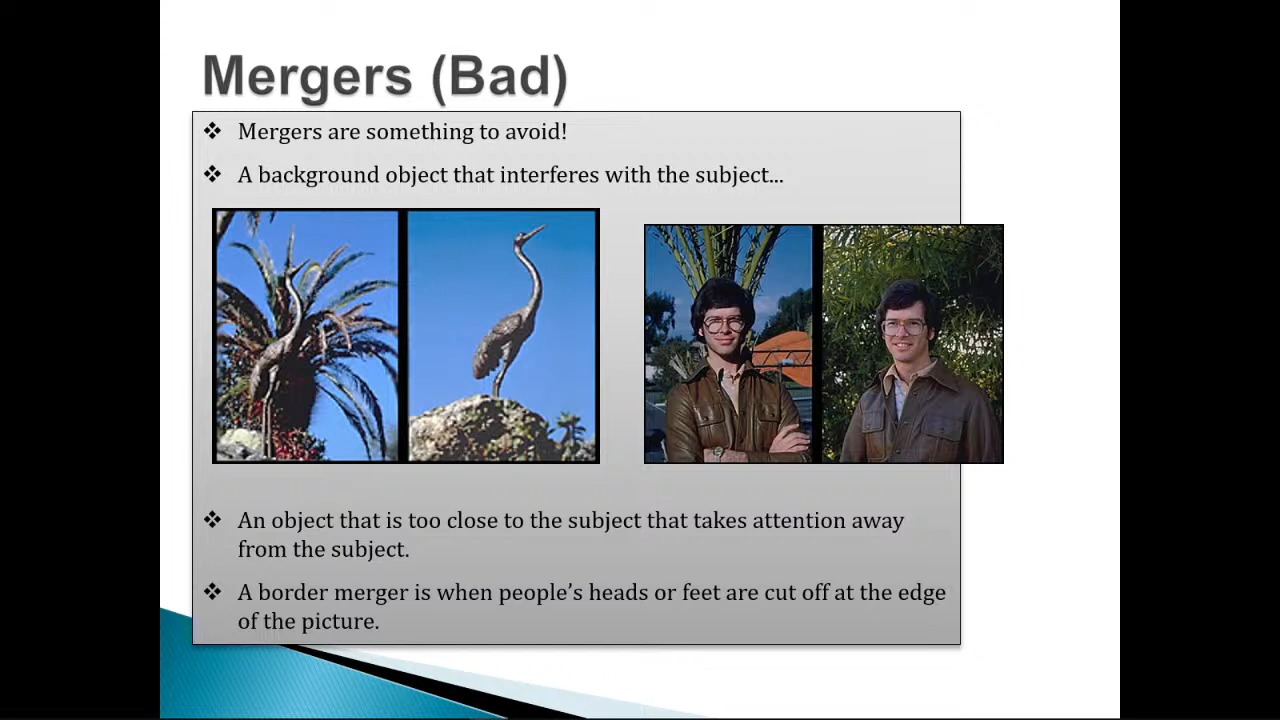 Mergers (Bad)
❖ Mergers are something to avoid!
❖ A background object that interferes with the subject...
❖ An object that is too close to the subject that takes attention away
from the subject.
❖ A border merger is when people’s heads or feet are cut off at the edge
of the picture.